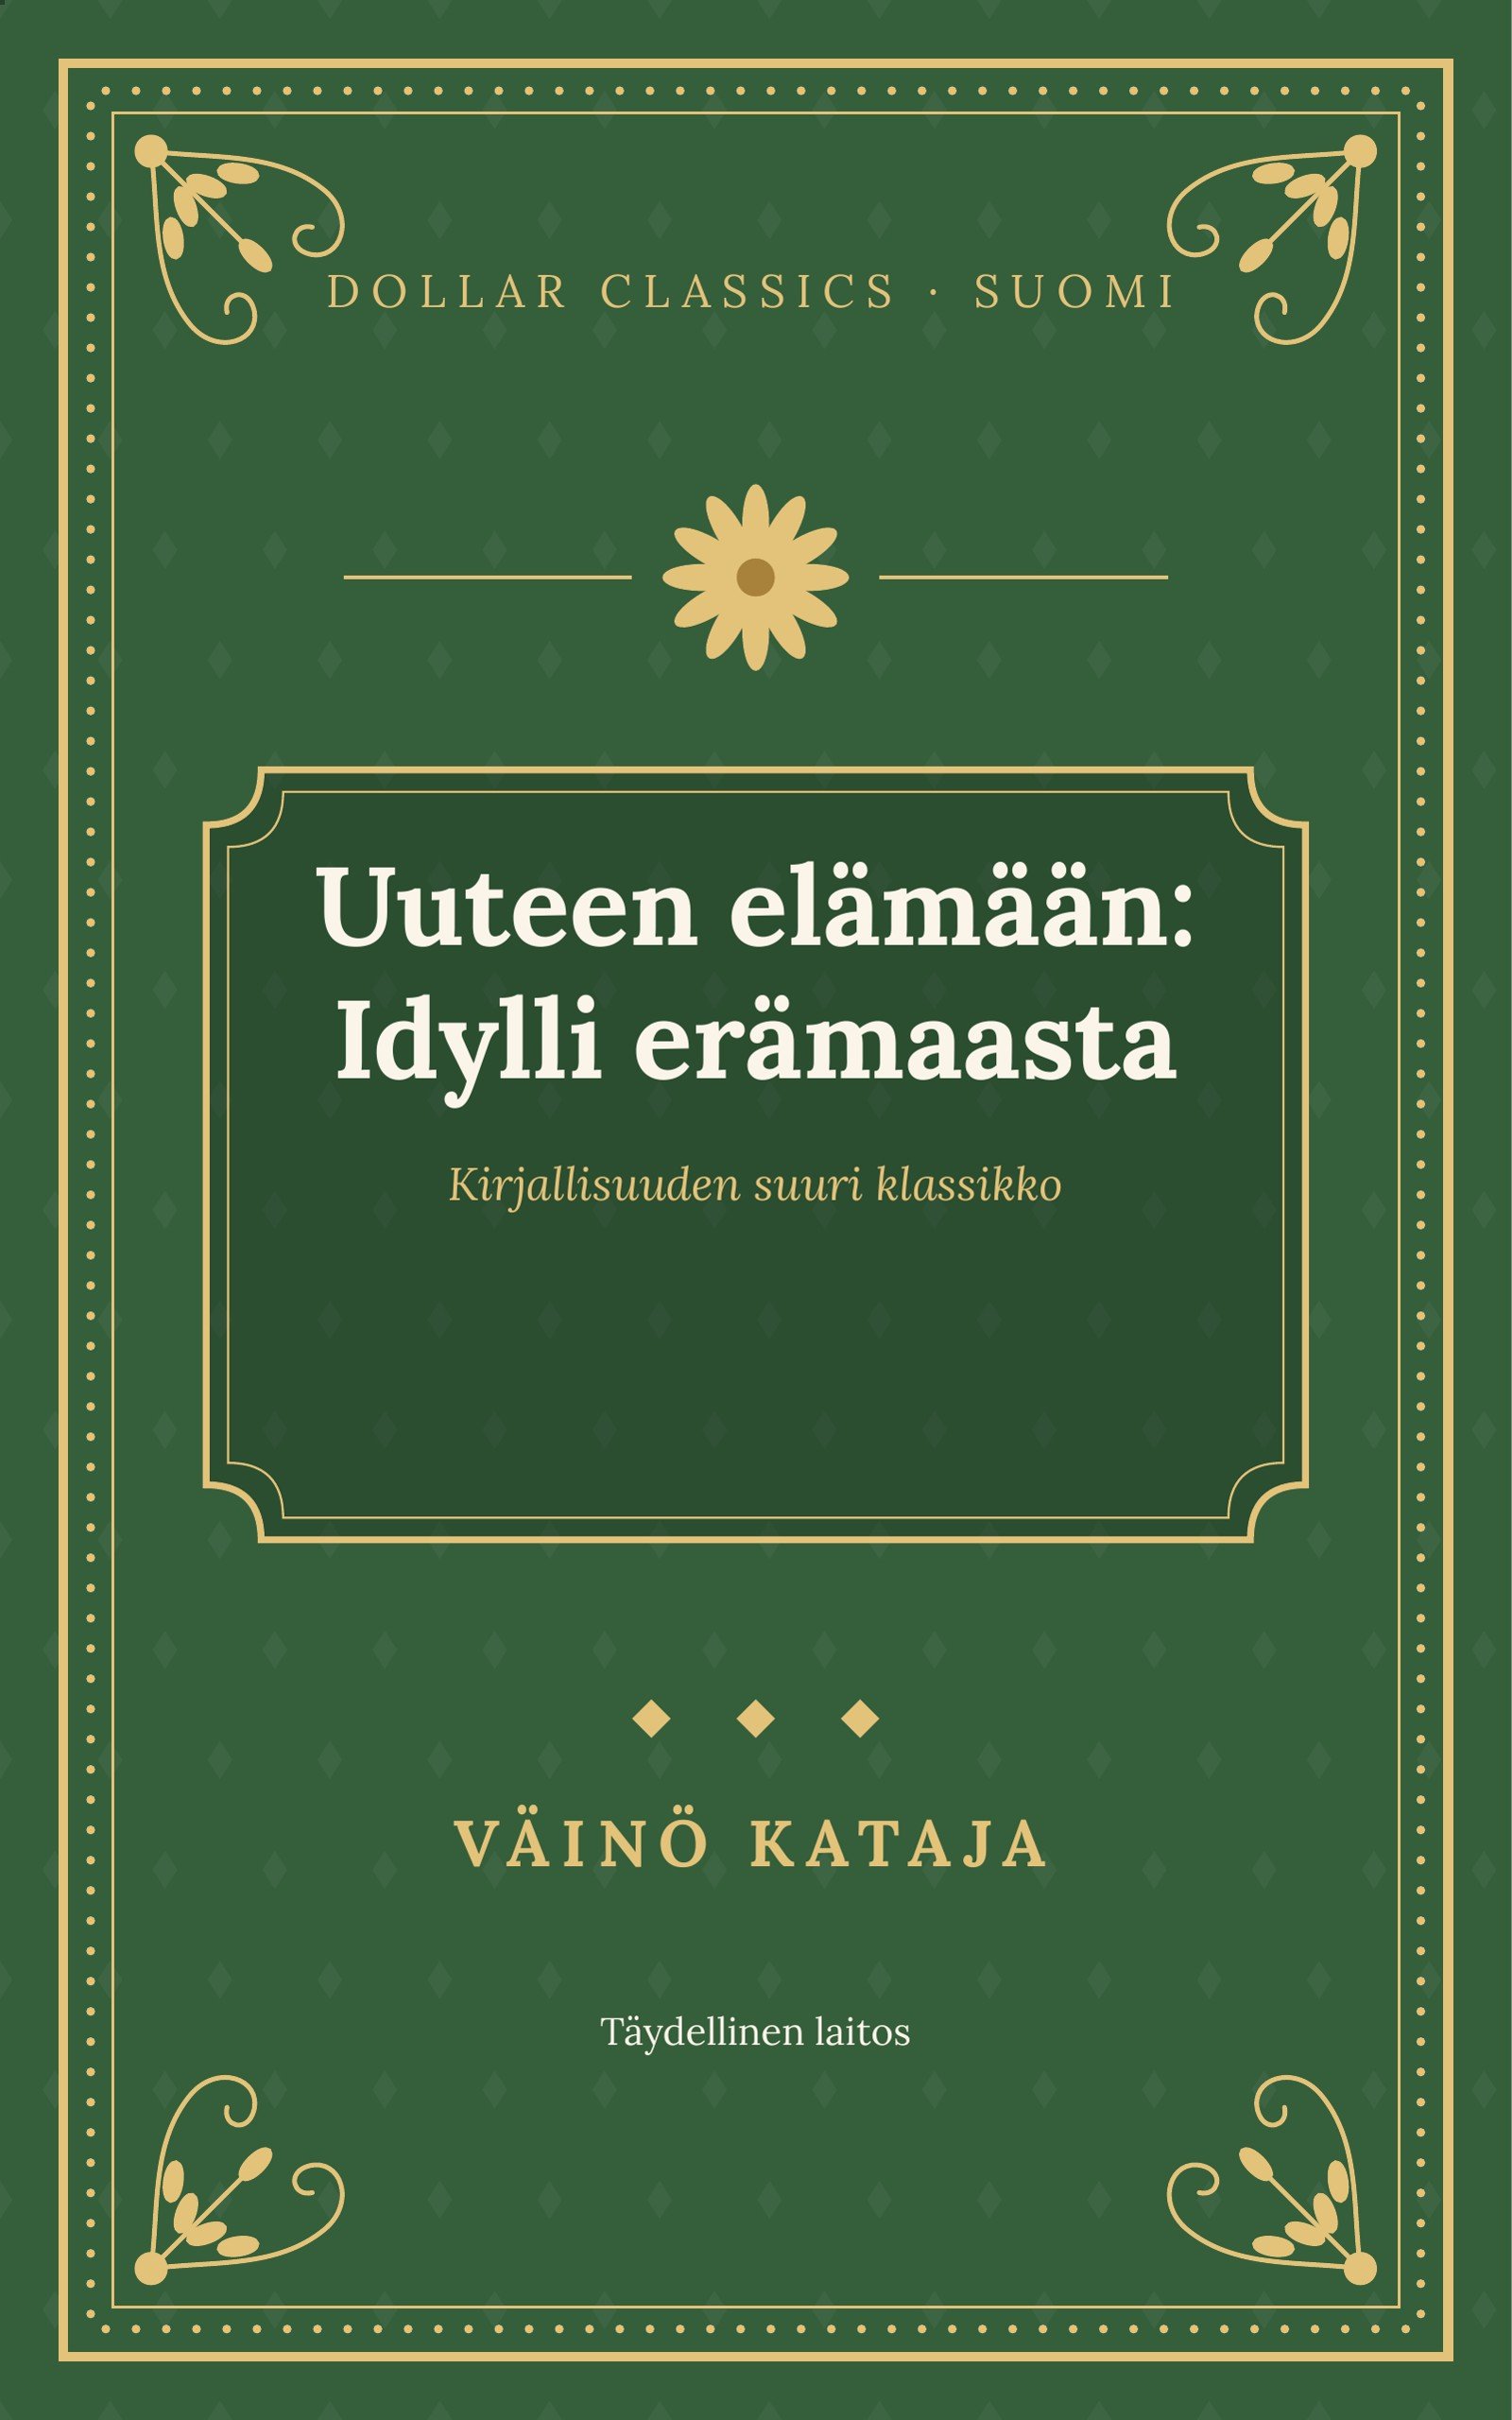 DOLLAR CLASSICS · SUOMI
Uuteen elämään:
Idylli erämaasta
Kirjallisuuden suuri klassikko
VÄINÖ KATAJA
Täydellinen laitos